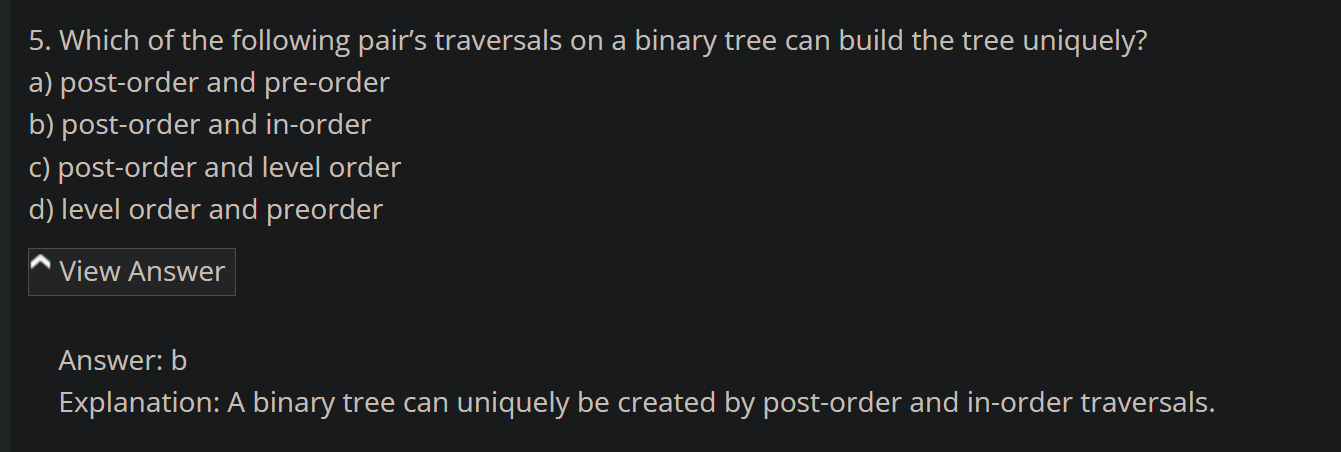 5. Which of the following pair’s traversals on a binary tree can build the tree uniquely?
a) post-order and pre-order
b) post-order and in-order
c) post-order and level order
d) level order and preorder
View Answer
Answer: b
Explanation: A binary tree can uniquely be created by post-order and in-order traversals.